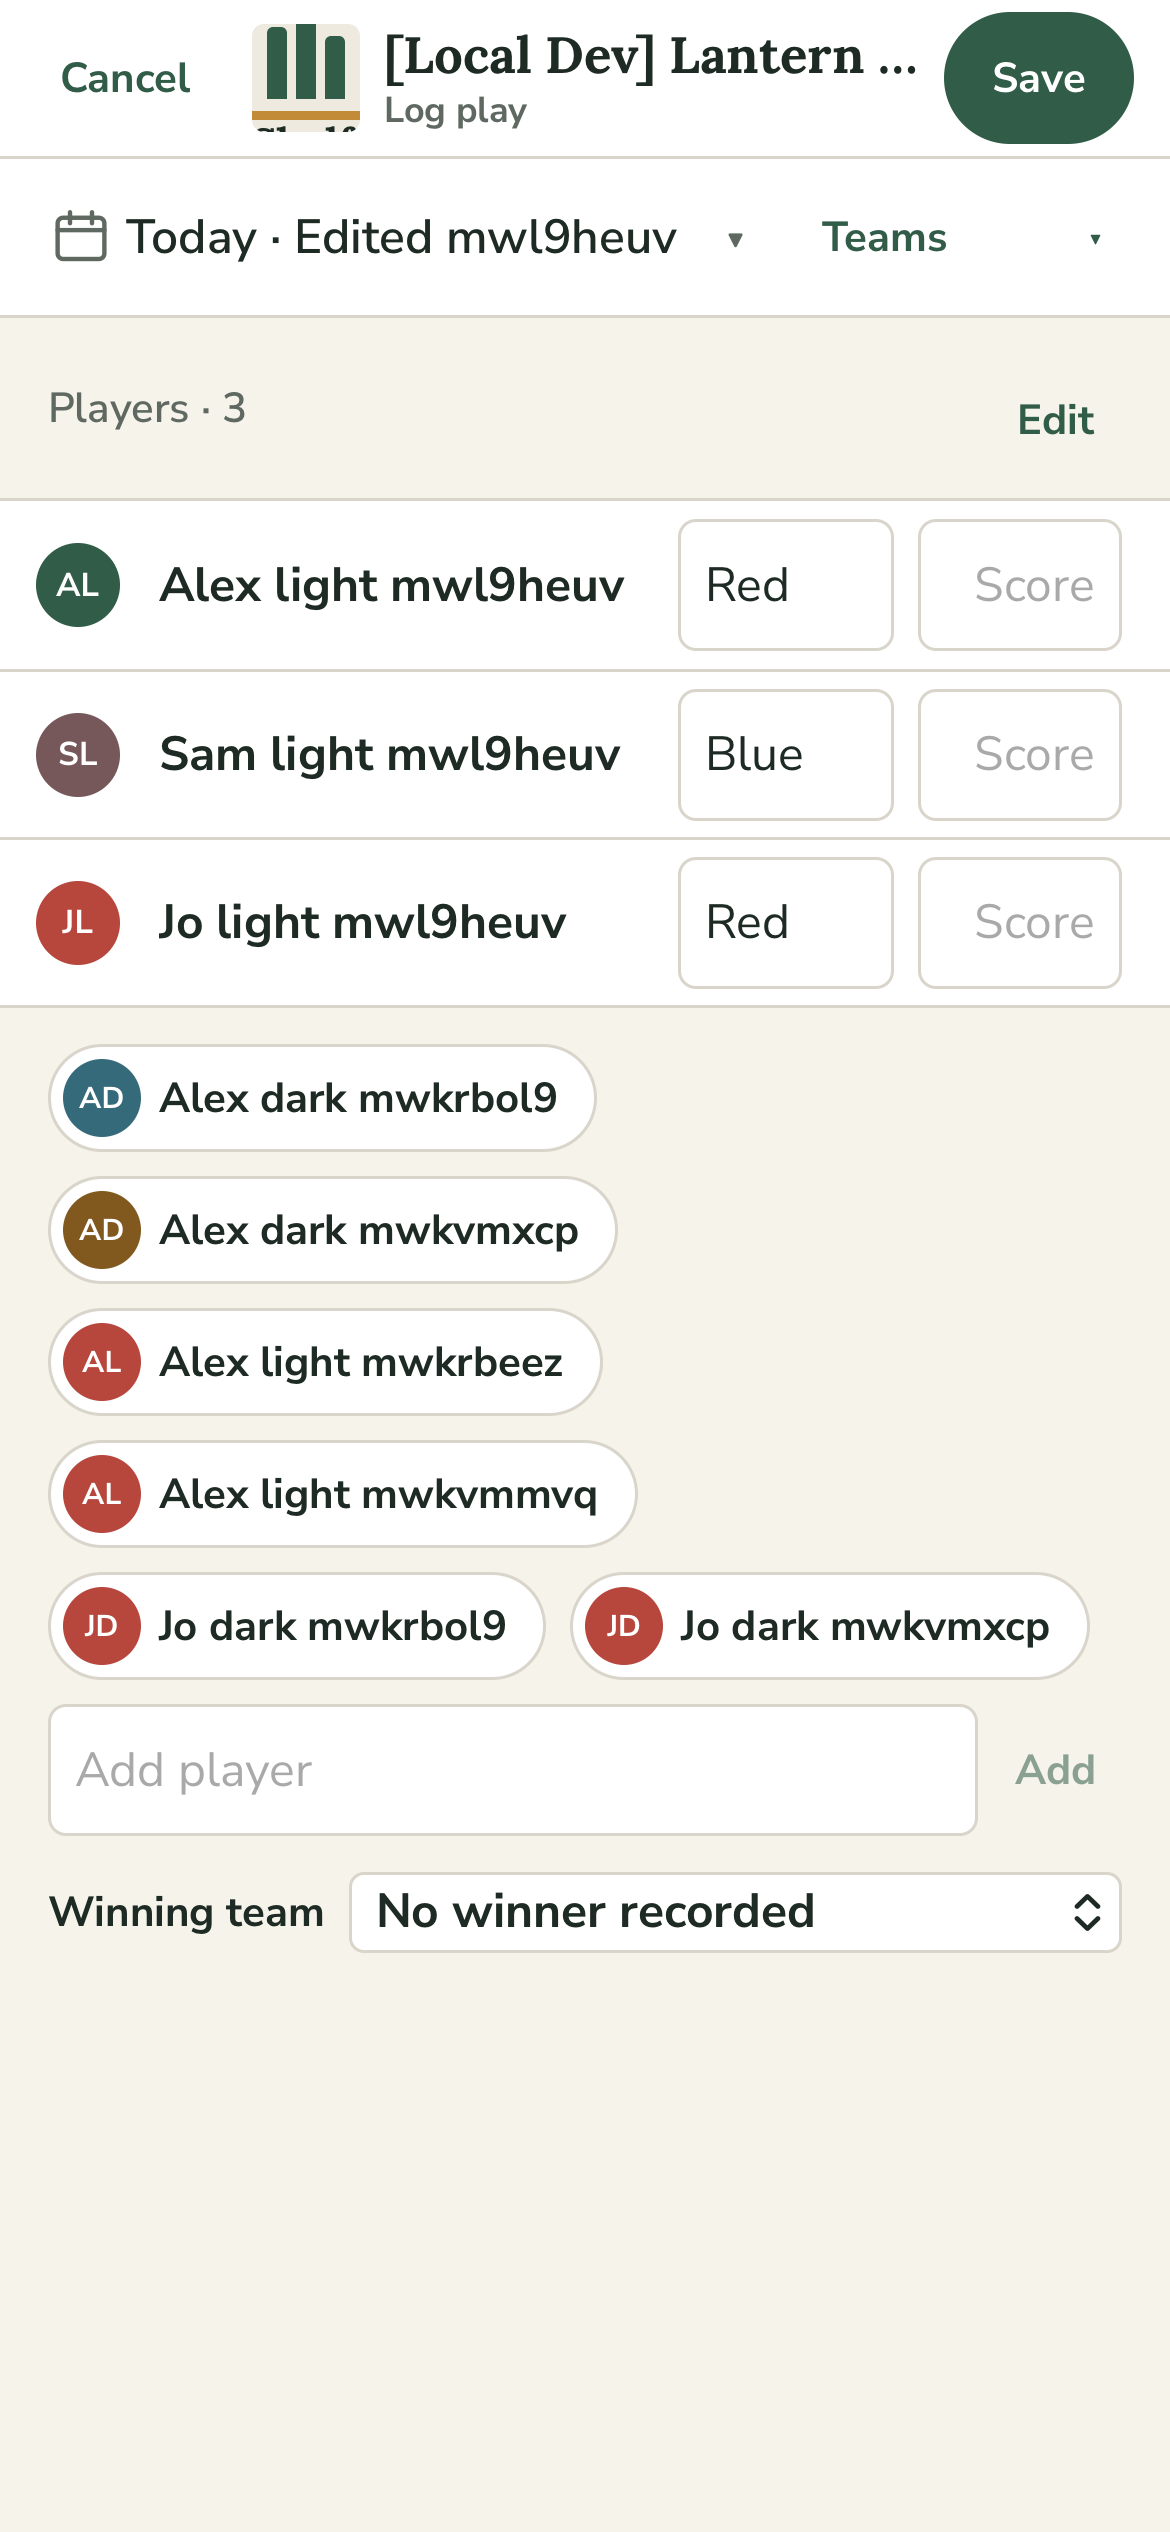 Cancel
[Local Dev] Lantern ...
Log play
Save
Today · Edited mwl9heuv
Teams
Players · 3
Edit
AL Alex light mwl9heuv Red Score
SL Sam light mwl9heuv Blue Score
JL Jo light mwl9heuv Red Score
AD Alex dark mwkrbol9
AD Alex dark mwkvmxcp
AL Alex light mwkrbeez
AL Alex light mwkvmmvq
JD Jo dark mwkrbol9 JD Jo dark mwkvmxcp
Add player Add
Winning team No winner recorded